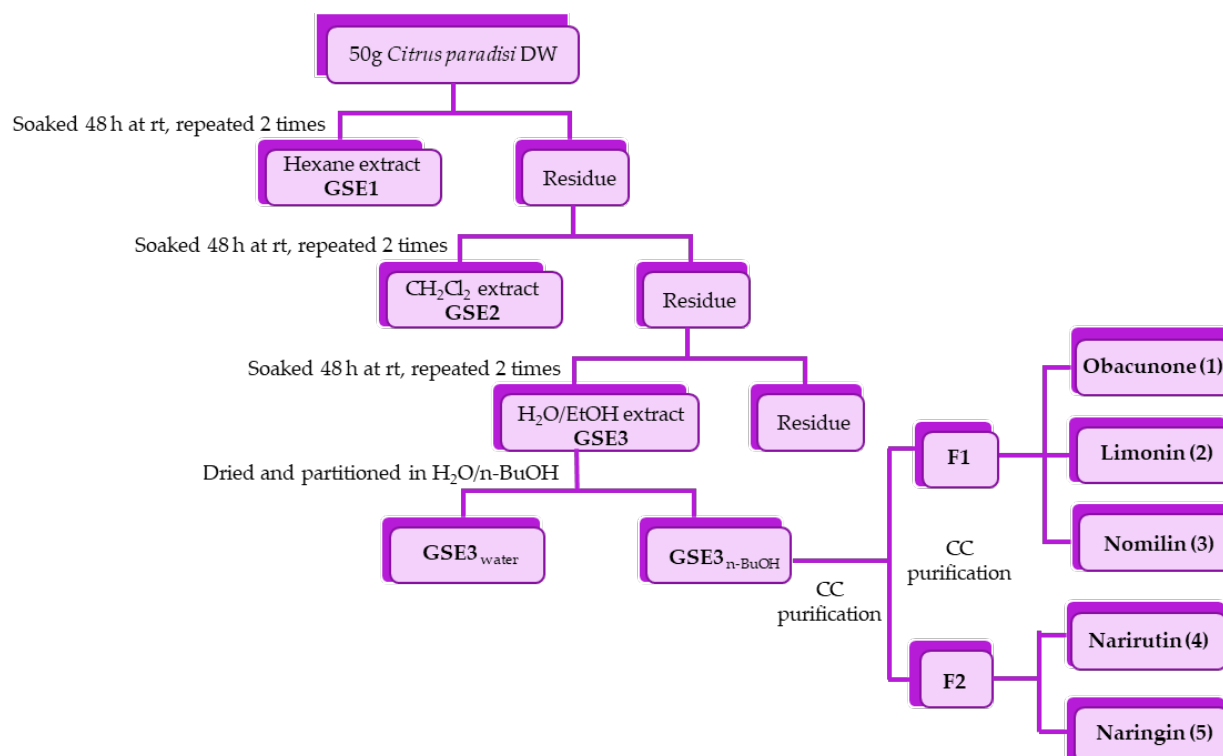 50g Citrus paradisi DW
Soaked 48 h at rt, repeated 2 times
Hexane extract
GSE1
Residue
Soaked 48 h at rt, repeated 2 times
CH₂Cl₂ extract
GSE2
Residue
Soaked 48 h at rt, repeated 2 times
H₂O/EtOH extract
GSE3
Residue
Dried and partitioned in H₂O/n-BuOH
GSE3 water
GSE3 n-BuOH
CC
purification
F1
CC
purification
F2
Obacunone (1)
Limonin (2)
Nomilin (3)
Narirutin (4)
Naringin (5)